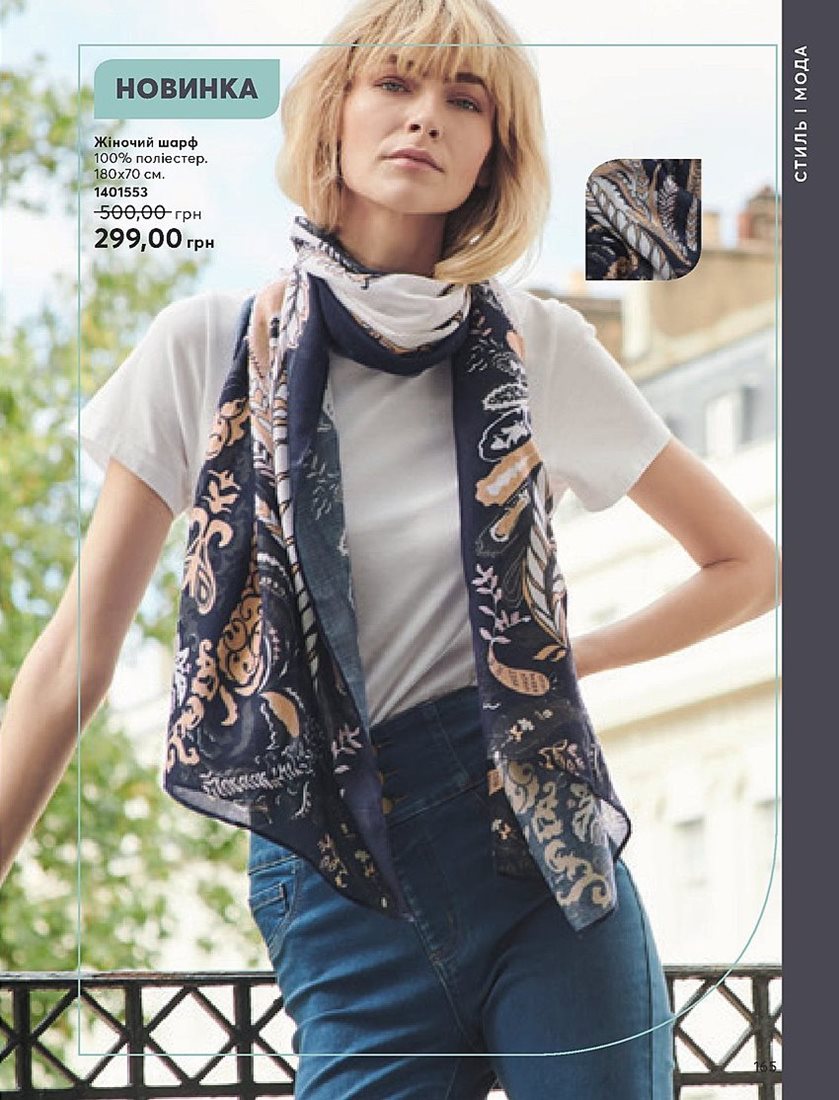 НОВИНКА
Жіночий шарф
100% поліестер.
180х70 см.
1401553
500,00 грн
299,00 грн
СТИЛЬ | МОДА
165